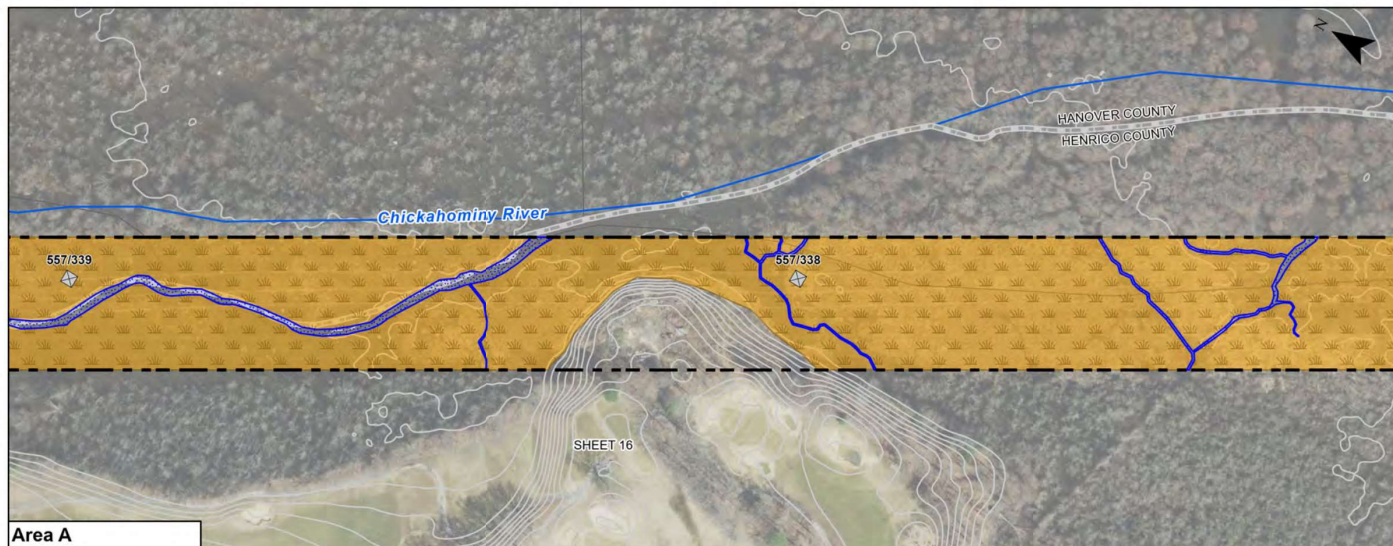 N
HANOVER COUNTY
HENRICO COUNTY
Chickahominy River
557/339
557/338
SHEET 16
Area A